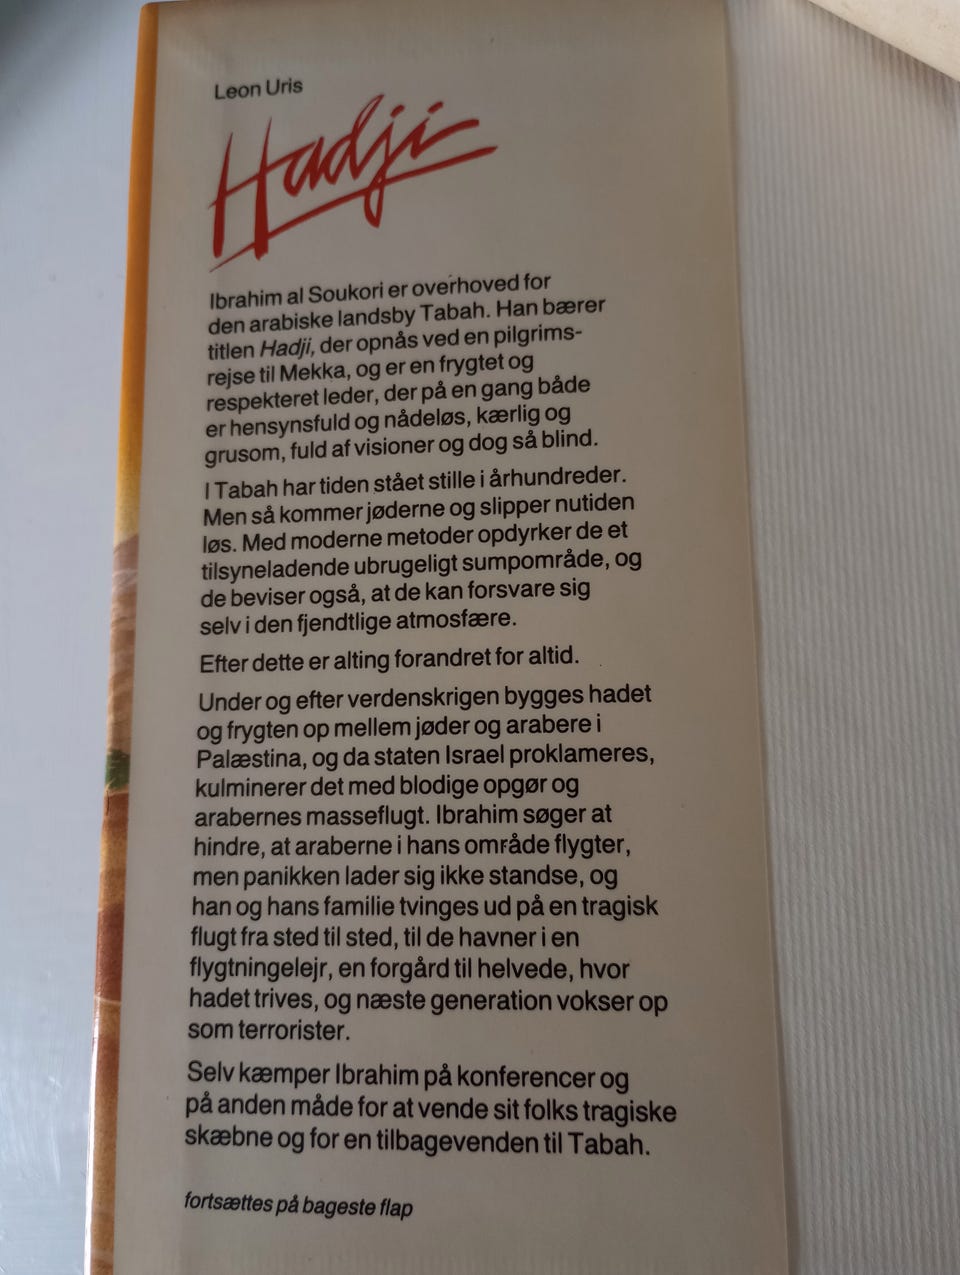 Leon Uris
Hadji
Ibrahim al Soukori er overhoved for
den arabiske landsby Tabah. Han bærer
titlen Hadji, der opnås ved en pilgrims-
rejse til Mekka, og er en frygtet og
respekteret leder, der på en gang både
er hensynsfuld og nådeløs, kærlig og
grusom, fuld af visioner og dog så blind.
I Tabah har tiden stået stille i århundreder.
Men så kommer jøderne og slipper nutiden
løs. Med moderne metoder opdyrker de et
tilsyneladende ubrugeligt sumpområde, og
de beviser også, at de kan forsvare sig
selv i den fjendtlige atmosfære.
Efter dette er alting forandret for altid.
Under og efter verdenskrigen bygges hadet
og frygten op mellem jøder og arabere i
Palæstina, og da staten Israel proklameres,
kulminerer det med blodige opgør og
arabernes masseflugt. Ibrahim søger at
hindre, at araberne i hans område flygter,
men panikken lader sig ikke standse, og
han og hans familie tvinges ud på en tragisk
flugt fra sted til sted, til de havner i en
flygtningelejr, en forgård til helvede, hvor
hadet trives, og næste generation vokser op
som terrorister.
Selv kæmper Ibrahim på konferencer og
på anden måde for at vende sit folks tragiske
skæbne og for en tilbagevenden til Tabah.
fortsættes på bageste flap